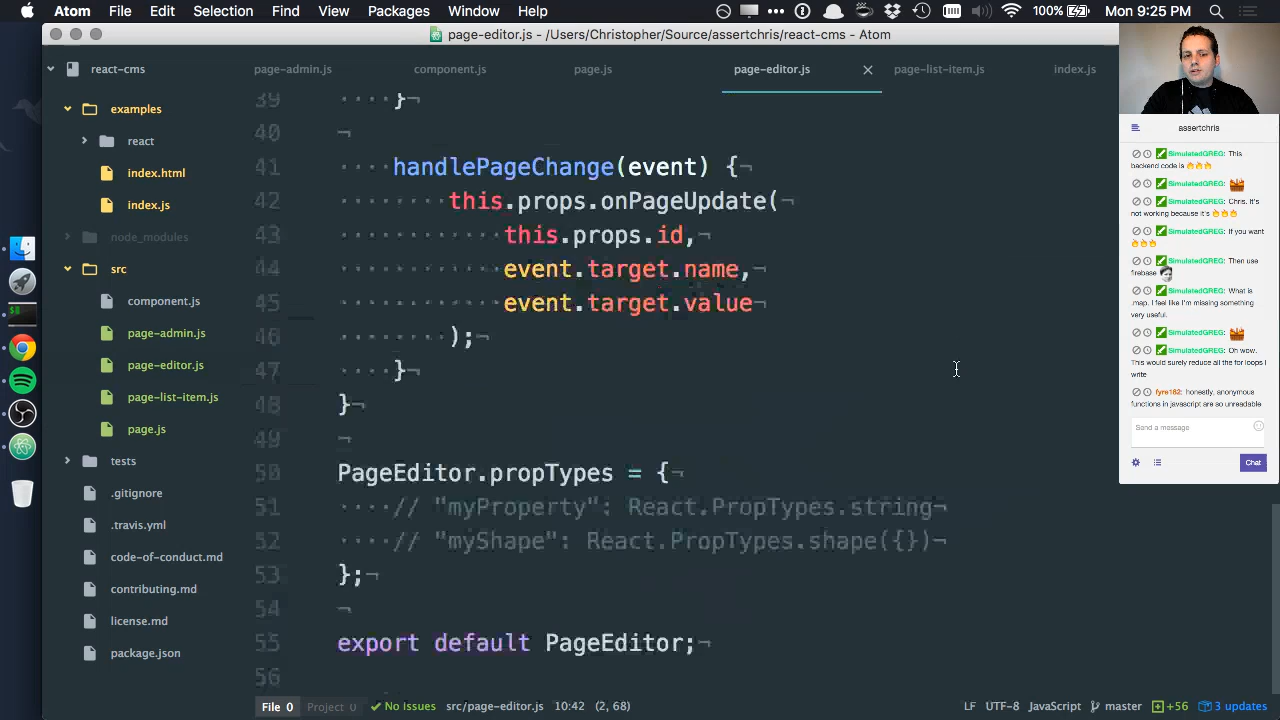 Atom File Edit View Selection Find View Packages Window Help 100% Mon 9:25 PM
page-editor.js - /Users/Christopher/Source/assertchris/react-cms - Atom
react-cms
page-admin.js component.js page.js page-editor.js page-list-item.js index.js
examples
react
index.html
index.js
node_modules
src
component.js
page-admin.js
page-editor.js
page-list-item.js
page.js
tests
.gitignore
.travis.yml
code-of-conduct.md
contributing.md
license.md
package.json
39 ···· }¬
40 ¬
41 ···· handlePageChange(event) {¬
42 ········ this.props.onPageUpdate(¬
43 ············ this.props.id,¬
44 ············ event.target.name,¬
45 ············ event.target.value¬
46 ········ );¬
47 ···· }¬
48 }¬
49 ¬
50 PageEditor.propTypes = {¬
51 ···· // "myProperty": React.PropTypes.string¬
52 ···· // "myShape": React.PropTypes.shape({})¬
53 };¬
54 ¬
55 export default PageEditor;¬
56
File 0 Project 0 No Issues src/page-editor.js 10:42 (2, 68) LF UTF-8 JavaScript master +56 3 updates
assertchris
SimulatedGREG: This
backend code is 🔥🔥🔥
SimulatedGREG:
SimulatedGREG: Chris. It's
not working because it's 🔥🔥🔥
SimulatedGREG: If you want
🔥🔥🔥
SimulatedGREG: Then use
firebase
SimulatedGREG: What is
.map. I feel like I'm missing something
very useful.
SimulatedGREG:
SimulatedGREG: Oh wow.
This would surely reduce all the for loops I
write
fyre182: honestly, anonymous
functions in javascript are so unreadable
Send a message
Chat